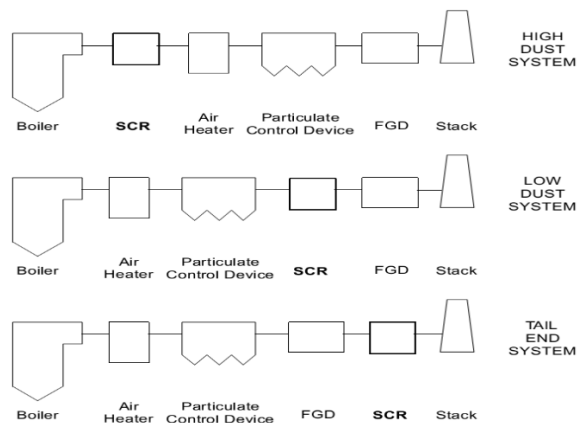 HIGH
DUST
SYSTEM
Boiler
SCR
Air
Heater
Particulate
Control Device
FGD
Stack
LOW
DUST
SYSTEM
Boiler
Air
Heater
Particulate
Control Device
SCR
FGD
Stack
TAIL
END
SYSTEM
Boiler
Air
Heater
Particulate
Control Device
FGD
SCR
Stack